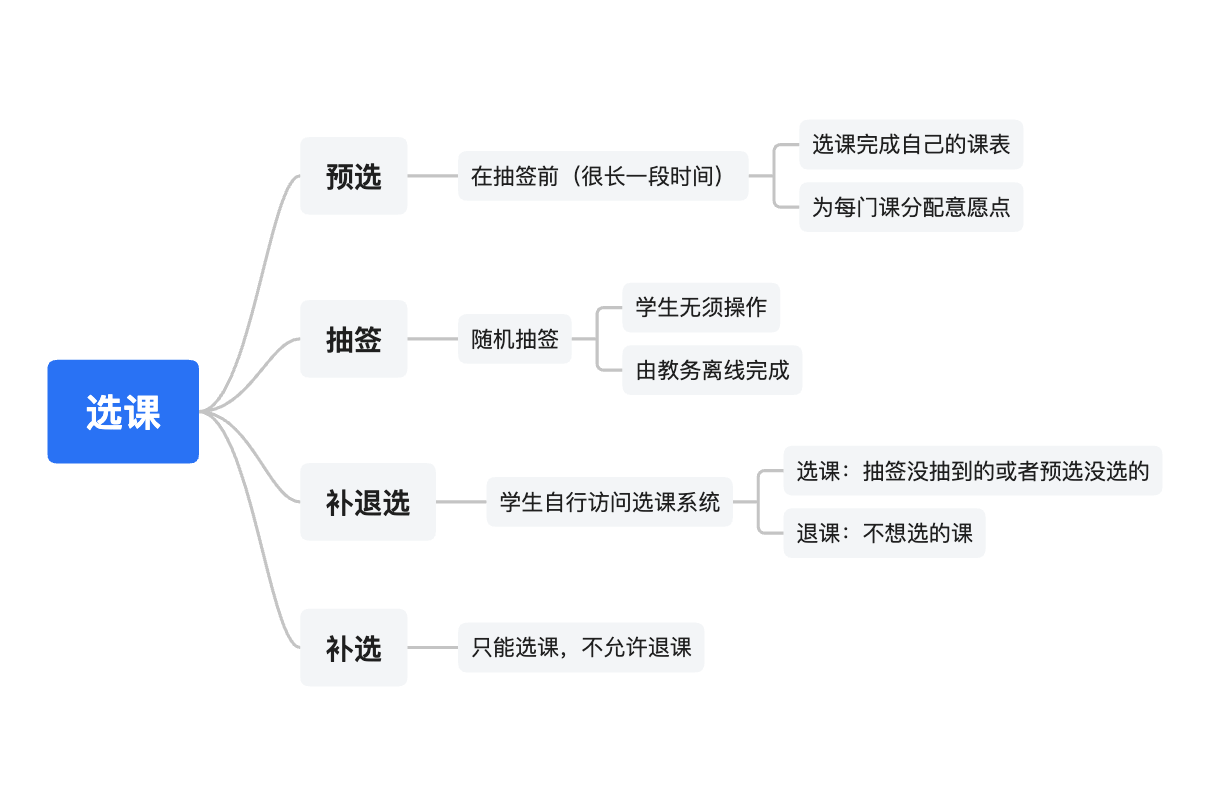 选课
预选
在抽签前（很长一段时间）
选课完成自己的课表
为每门课分配意愿点
抽签
随机抽签
学生无须操作
由教务离线完成
补退选
学生自行访问选课系统
选课：抽签没抽到的或者预选没选的
退课：不想选的课
补选
只能选课，不允许退课